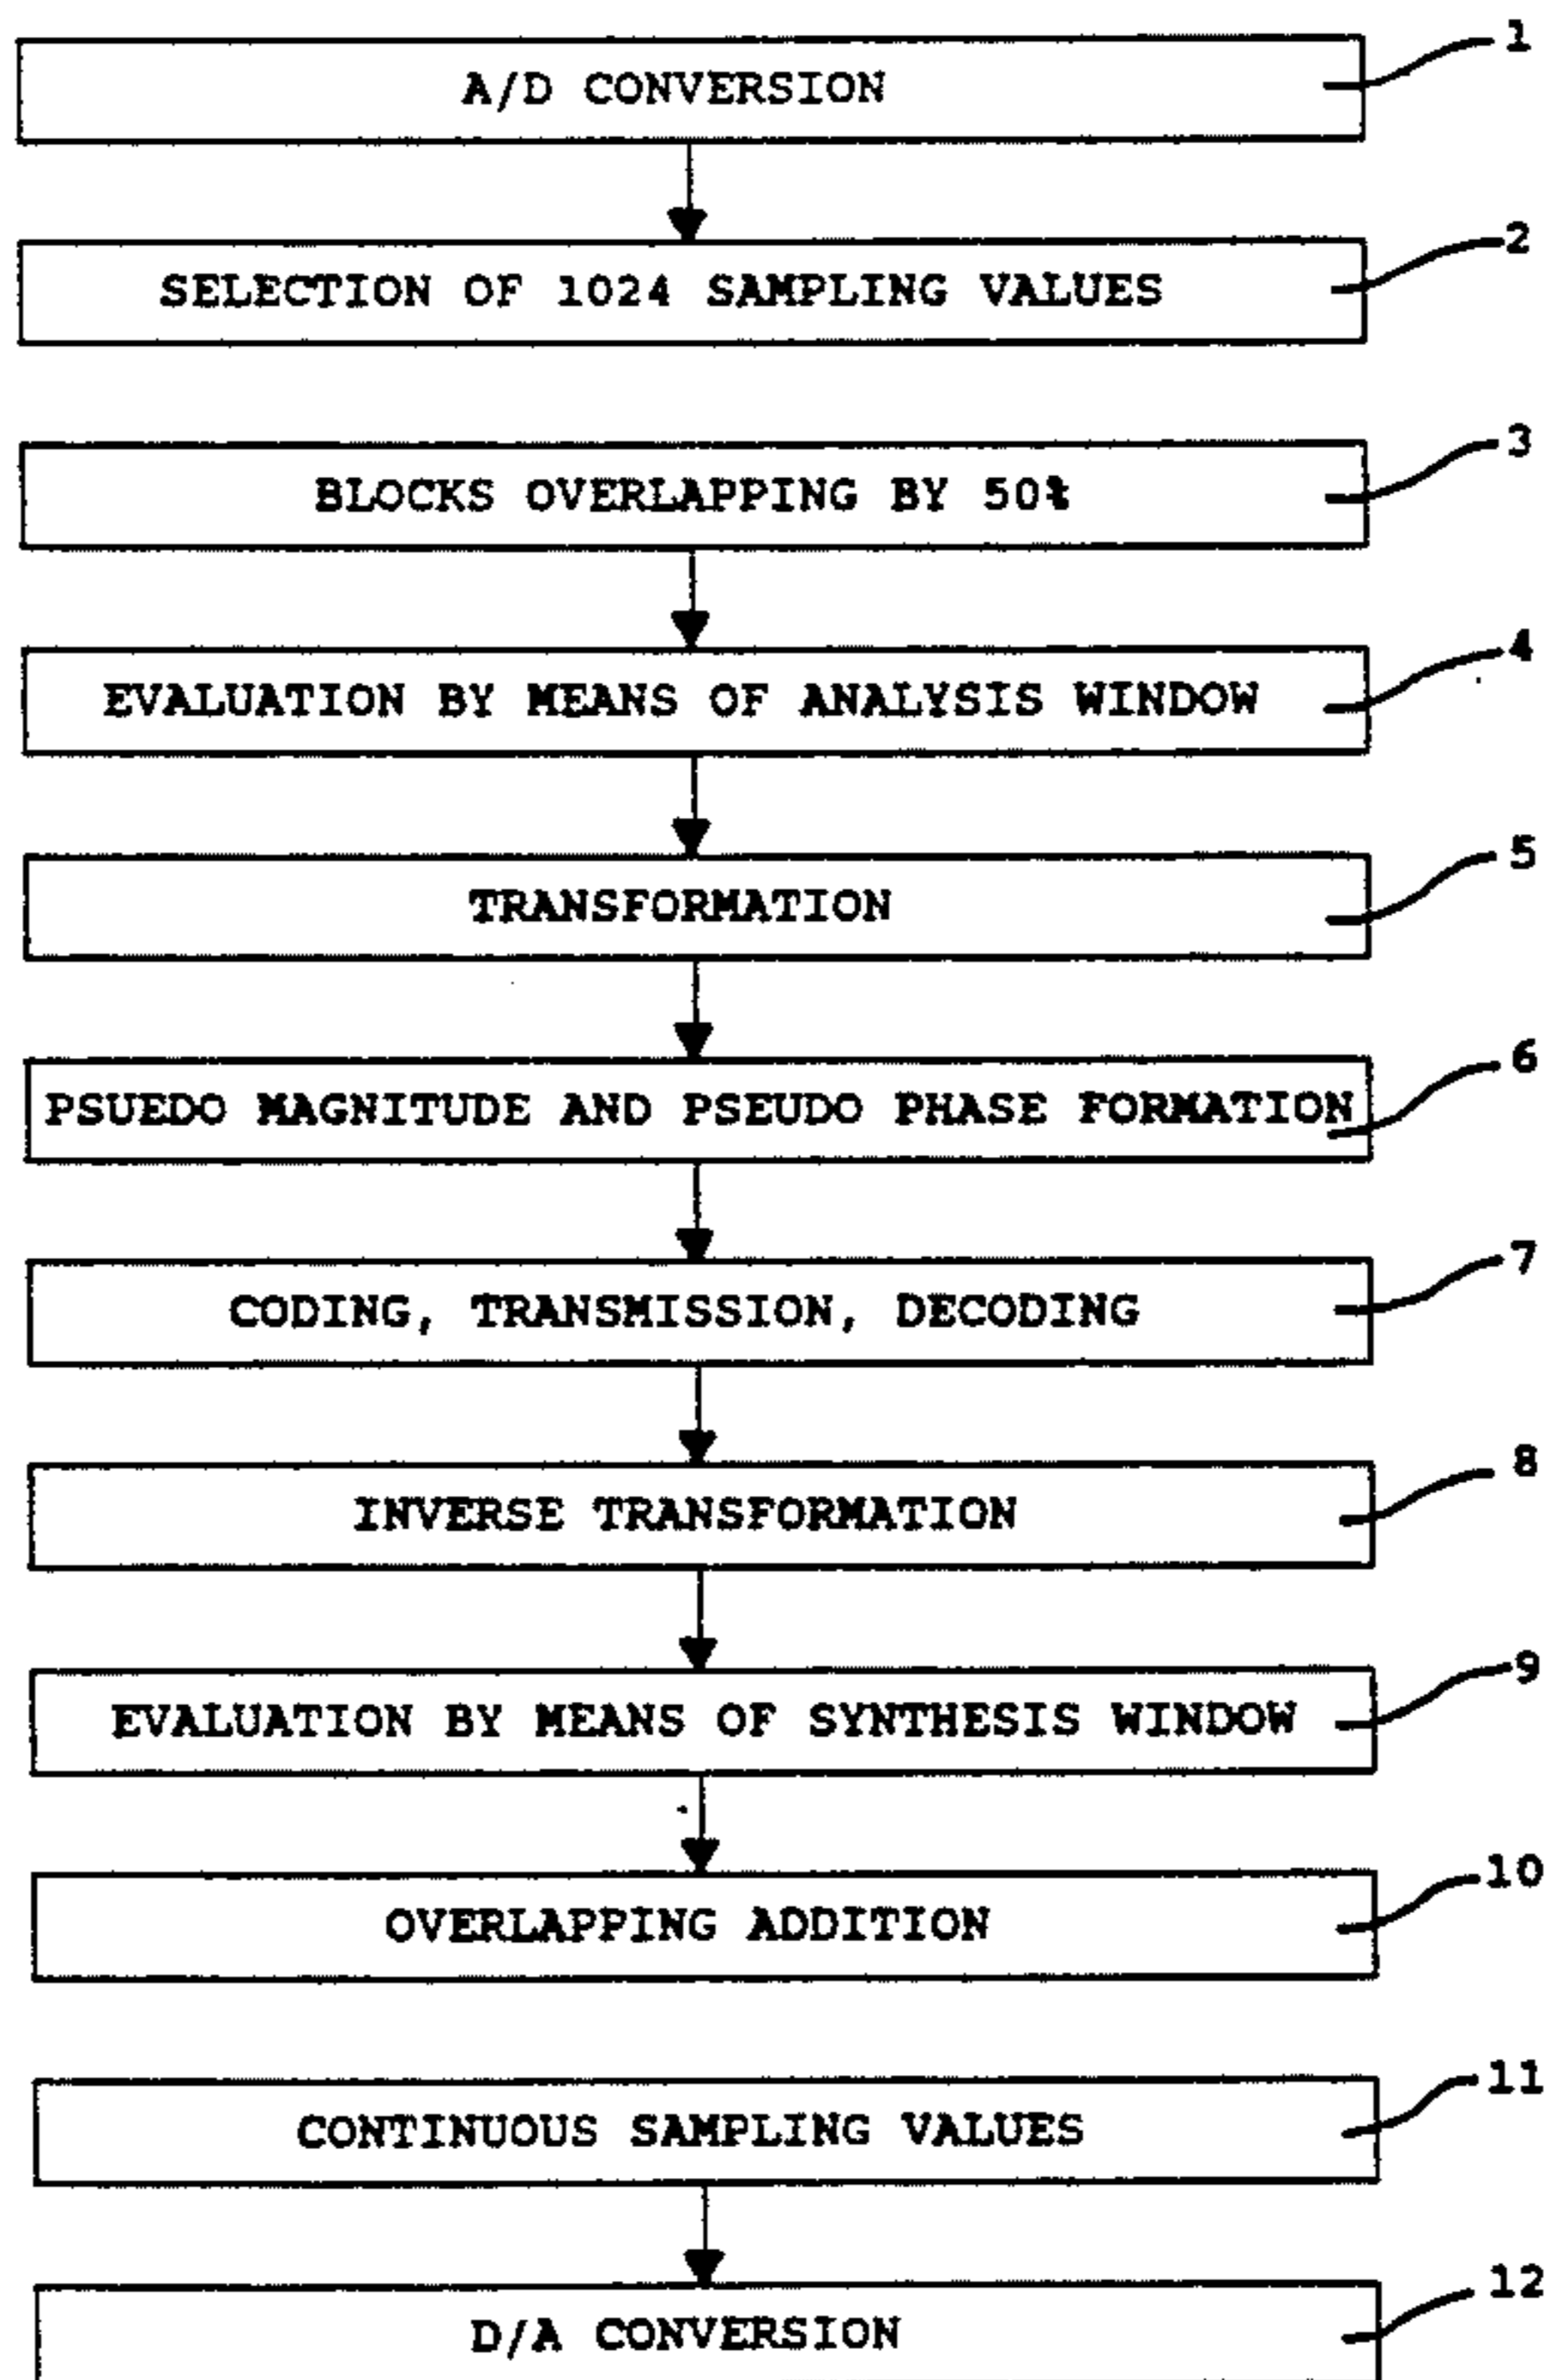 A/D CONVERSION 1
SELECTION OF 1024 SAMPLING VALUES 2
BLOCKS OVERLAPPING BY 50% 3
EVALUATION BY MEANS OF ANALYSIS WINDOW 4
TRANSFORMATION 5
PSUEDO MAGNITUDE AND PSEUDO PHASE FORMATION 6
CODING, TRANSMISSION, DECODING 7
INVERSE TRANSFORMATION 8
EVALUATION BY MEANS OF SYNTHESIS WINDOW 9
OVERLAPPING ADDITION 10
CONTINUOUS SAMPLING VALUES 11
D/A CONVERSION 12